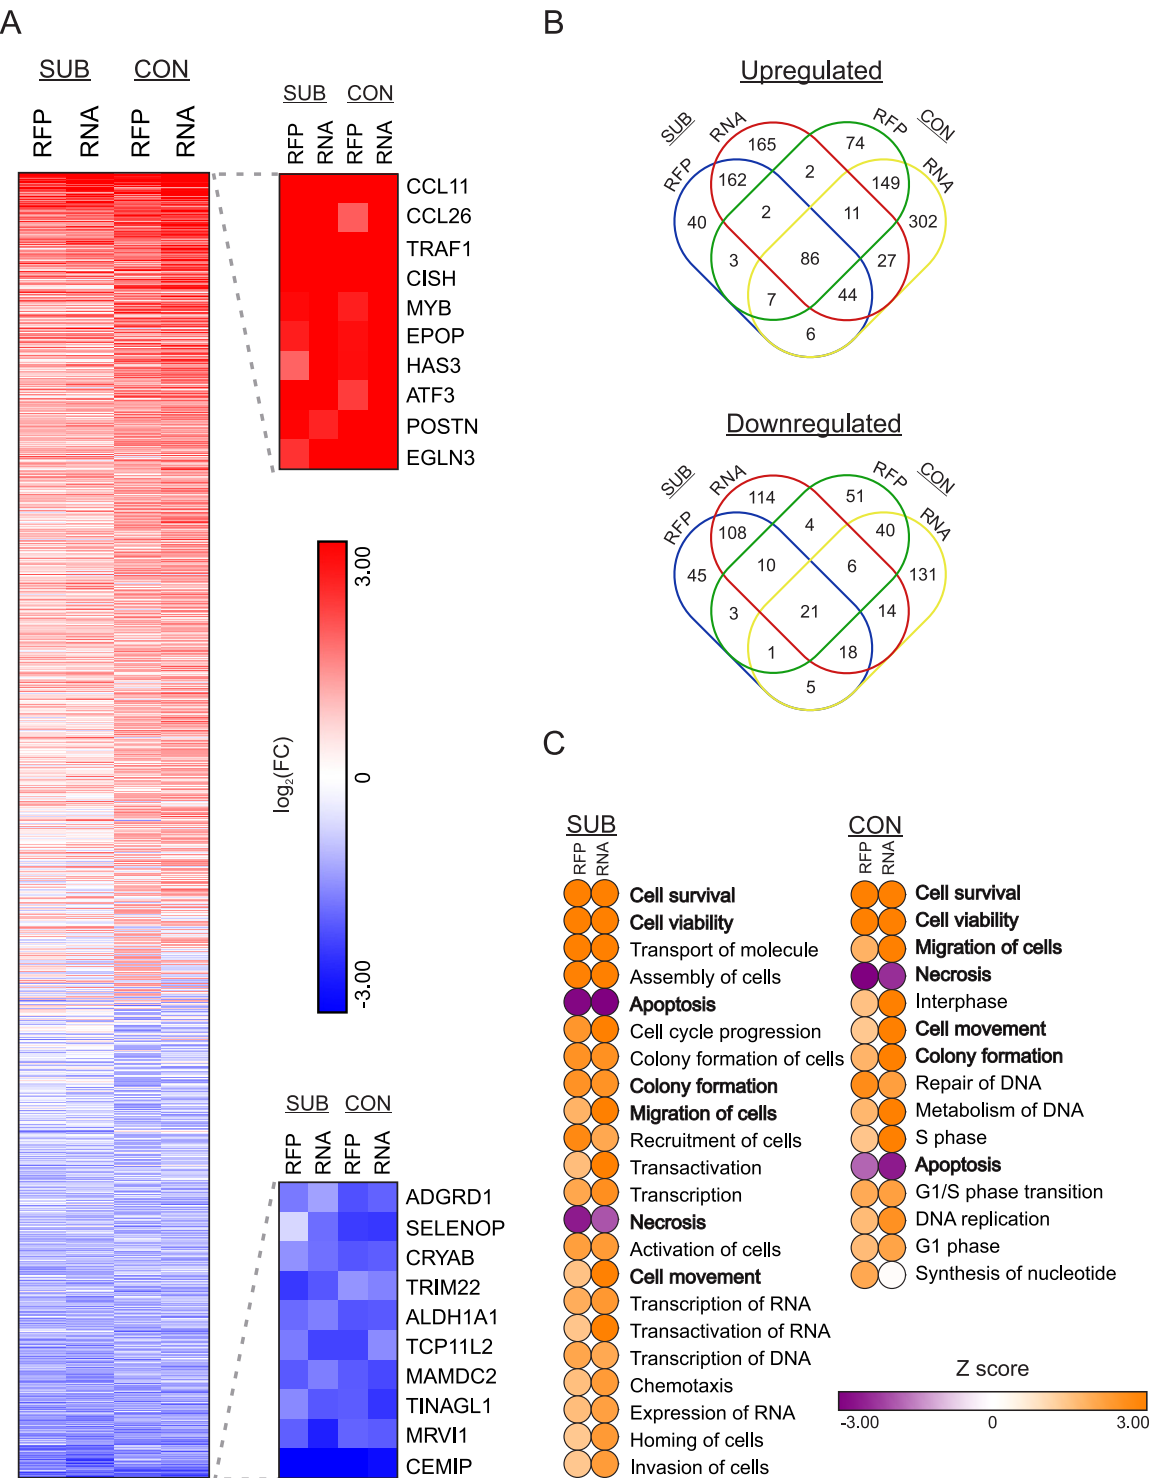 A
SUB CON
RFP RNA RFP RNA
SUB CON
RFP RNA RFP RNA
CCL11
CCL26
TRAF1
CISH
MYB
EPOP
HAS3
ATF3
POSTN
EGLN3
log2(FC)
3.00
0
-3.00
SUB CON
RFP RNA RFP RNA
ADGRD1
SELENOP
CRYAB
TRIM22
ALDH1A1
TCP11L2
MAMDC2
TINAGL1
MRVI1
CEMIP
B
Upregulated
SUB CON
RFP RNA RFP RNA
165 74
162 2 149
40 2 11 302
3 86 27
7 44
6
Downregulated
SUB CON
RFP RNA RFP RNA
114 51
108 4 40
45 10 6 131
3 21 14
1 18
5
C
SUB
RFP RNA
Cell survival
Cell viability
Transport of molecule
Assembly of cells
Apoptosis
Cell cycle progression
Colony formation of cells
Colony formation
Migration of cells
Recruitment of cells
Transactivation
Transcription
Necrosis
Activation of cells
Cell movement
Transcription of RNA
Transactivation of RNA
Transcription of DNA
Chemotaxis
Expression of RNA
Homing of cells
Invasion of cells
CON
RFP RNA
Cell survival
Cell viability
Migration of cells
Necrosis
Interphase
Cell movement
Colony formation
Repair of DNA
Metabolism of DNA
S phase
Apoptosis
G1/S phase transition
DNA replication
G1 phase
Synthesis of nucleotide
Z score
-3.00 0 3.00